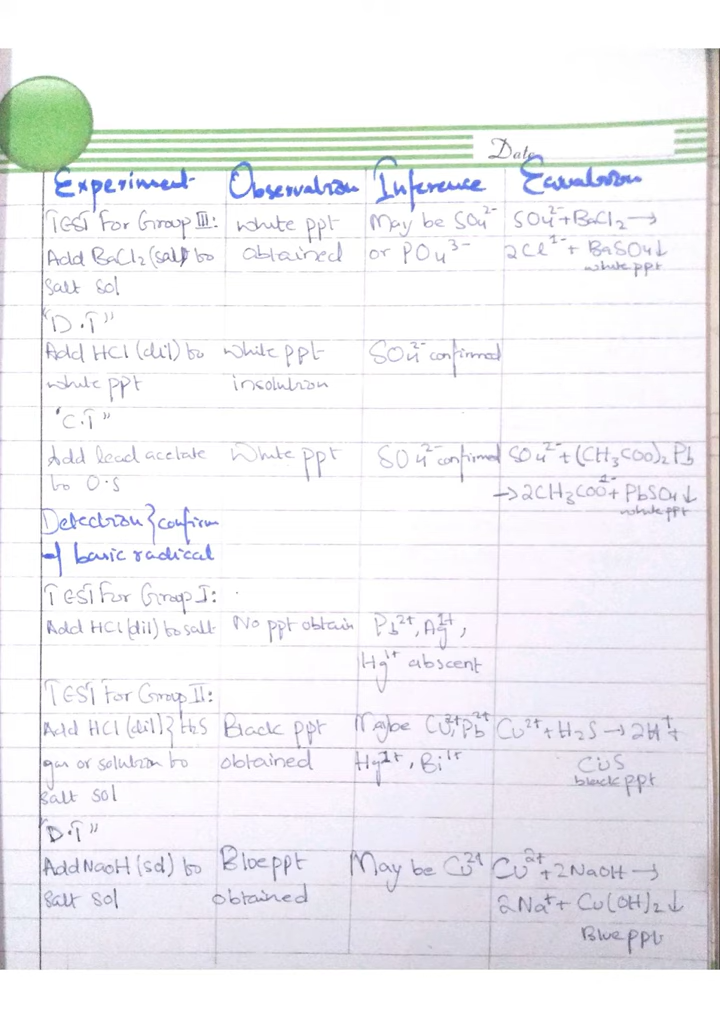 Date
Experiment Observation Inference Equation
TEST For Group III: white ppt May be SO₄²⁻ SO₄²⁻+BaCl₂→
Add BaCl₂ (sal) to obtained or PO₄³⁻ 2Cl¹⁻ + BaSO₄↓
salt sol white ppt
"D.T"
Add HCl (dil) to white ppt SO₄²⁻ confirmed
white ppt insolution
"C.T"
Add lead acetate White ppt SO₄²⁻ confirmed SO₄²⁻+(CH₃COO)₂Pb
to O.S →2CH₃COO¹⁻+PbSO₄↓
white ppt
Detection & confirm
of basic radical
TEST For Group I:
Add HCl (dil) to salt No ppt obtain Pb²⁺, Ag¹⁺,
Hg¹⁺ abscent
TEST for Group II:
Add HCl (dil) & H₂S Black ppt Maybe Cu²⁺, Pb²⁺ Cu²⁺+H₂S→2H⁺+
gas or solution to obtained Hg²⁺, Bi¹⁺ CuS
salt sol black ppt
"D.T"
Add NaOH (sol) to Blue ppt May be Cu²⁺ Cu²⁺+2NaOH→
salt sol obtained 2Na⁺+ Cu(OH)₂↓
Blue ppt